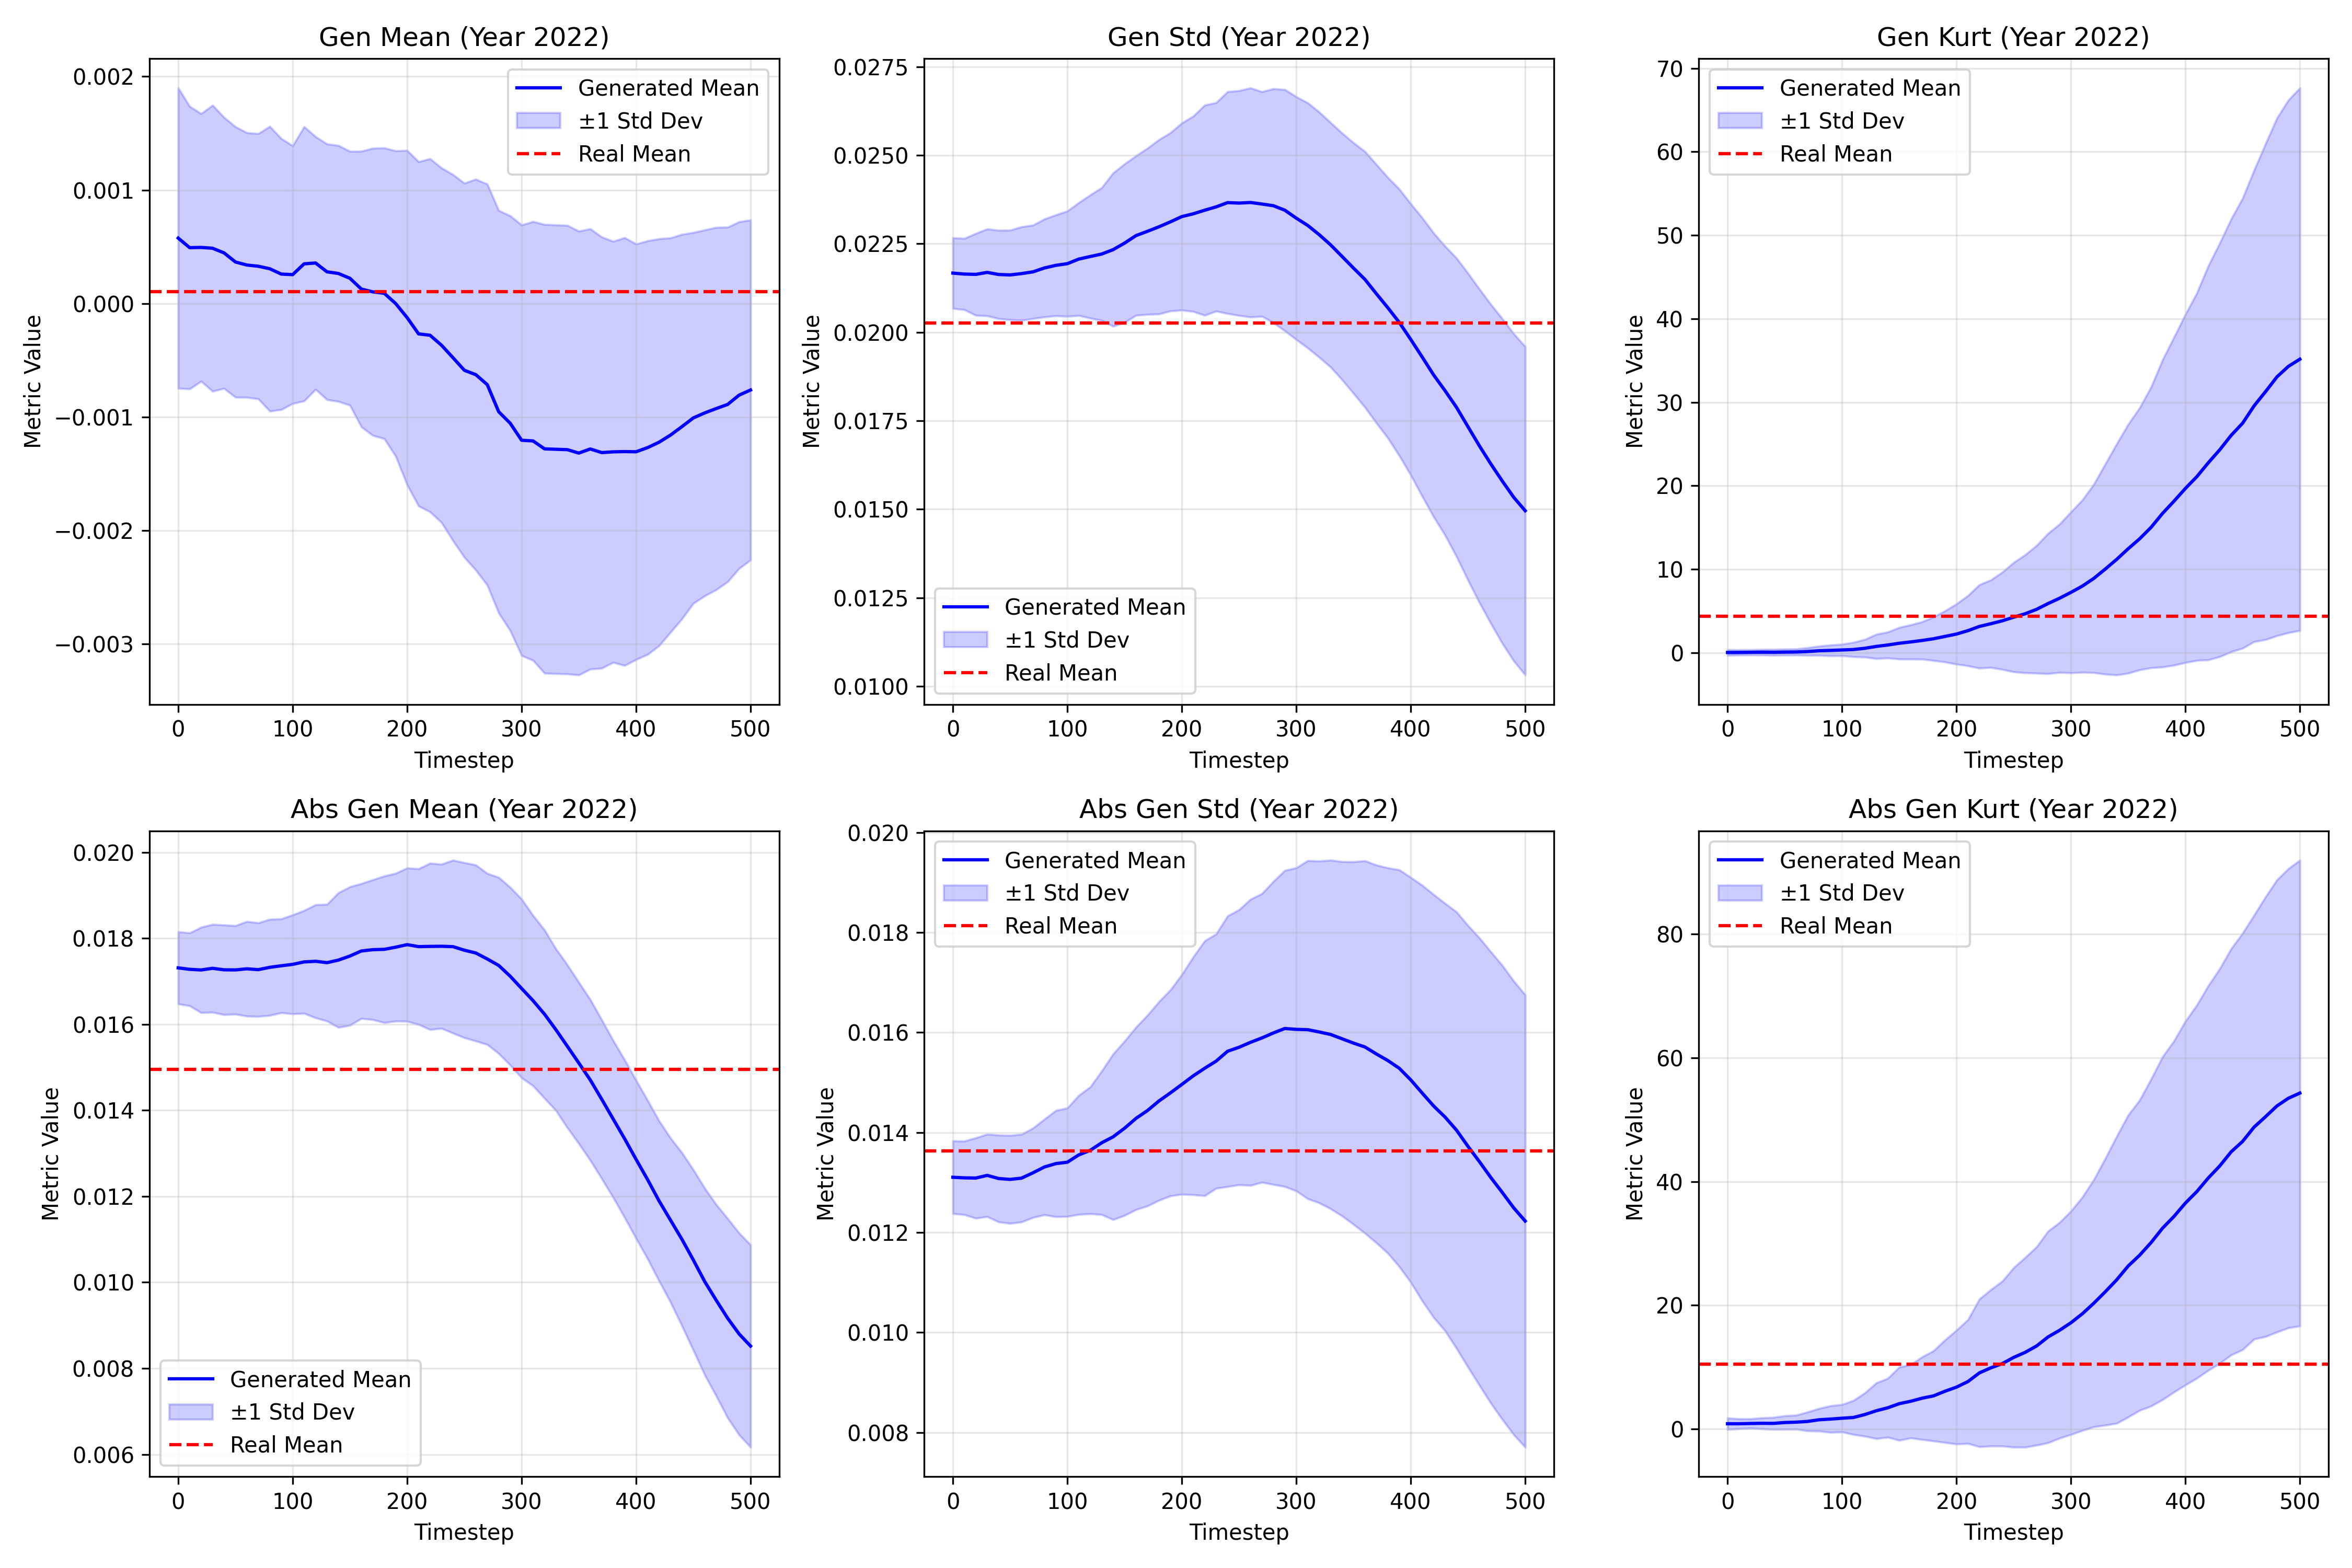 Gen Mean (Year 2022)
Metric Value
0.002
0.001
0.000
−0.001
−0.002
−0.003
Generated Mean
±1 Std Dev
Real Mean
0 100 200 300 400 500
Timestep
Gen Std (Year 2022)
Metric Value
0.0275
0.0250
0.0225
0.0200
0.0175
0.0150
0.0125
0.0100
Generated Mean
±1 Std Dev
Real Mean
0 100 200 300 400 500
Timestep
Gen Kurt (Year 2022)
Metric Value
70
60
50
40
30
20
10
0
Generated Mean
±1 Std Dev
Real Mean
0 100 200 300 400 500
Timestep
Abs Gen Mean (Year 2022)
Metric Value
0.020
0.018
0.016
0.014
0.012
0.010
0.008
0.006
Generated Mean
±1 Std Dev
Real Mean
0 100 200 300 400 500
Timestep
Abs Gen Std (Year 2022)
Metric Value
0.020
0.018
0.016
0.014
0.012
0.010
0.008
Generated Mean
±1 Std Dev
Real Mean
0 100 200 300 400 500
Timestep
Abs Gen Kurt (Year 2022)
Metric Value
80
60
40
20
0
Generated Mean
±1 Std Dev
Real Mean
0 100 200 300 400 500
Timestep